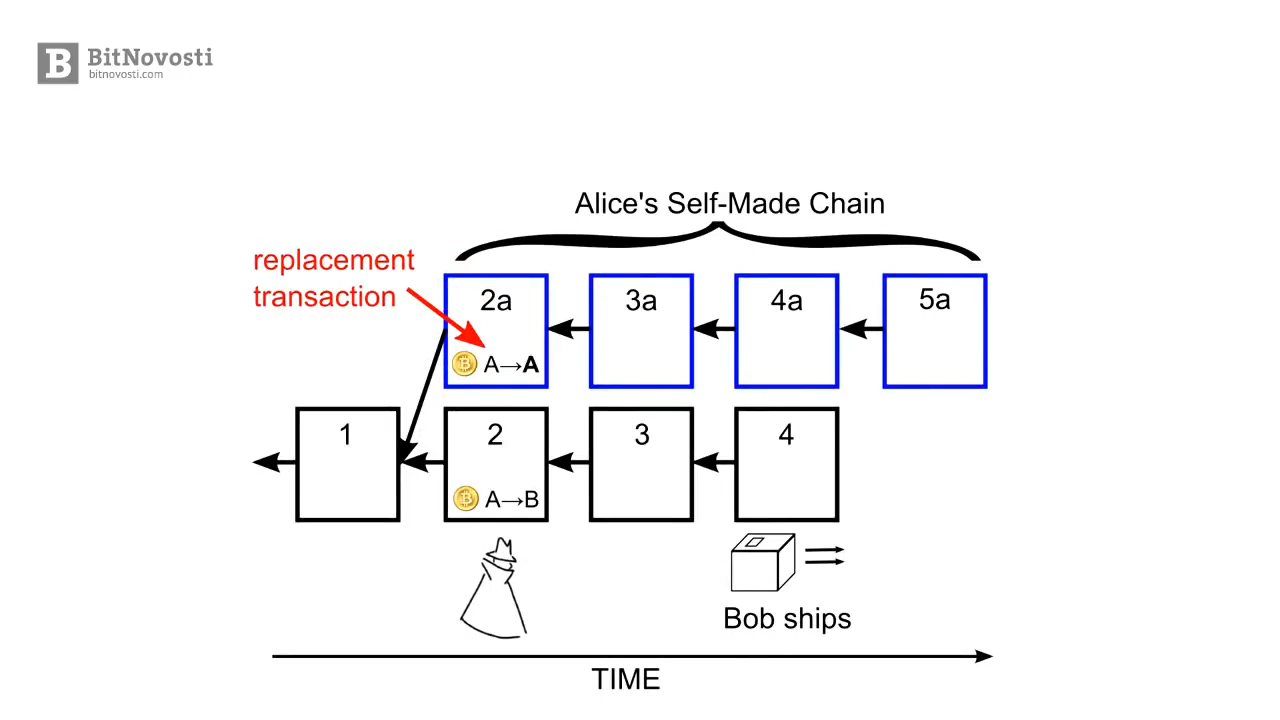 B BitNovosti
bitnovosti.com
Alice's Self-Made Chain
replacement
transaction
2a
3a
4a
5a
B A→A
1
2
3
4
B A→B
Bob ships
TIME